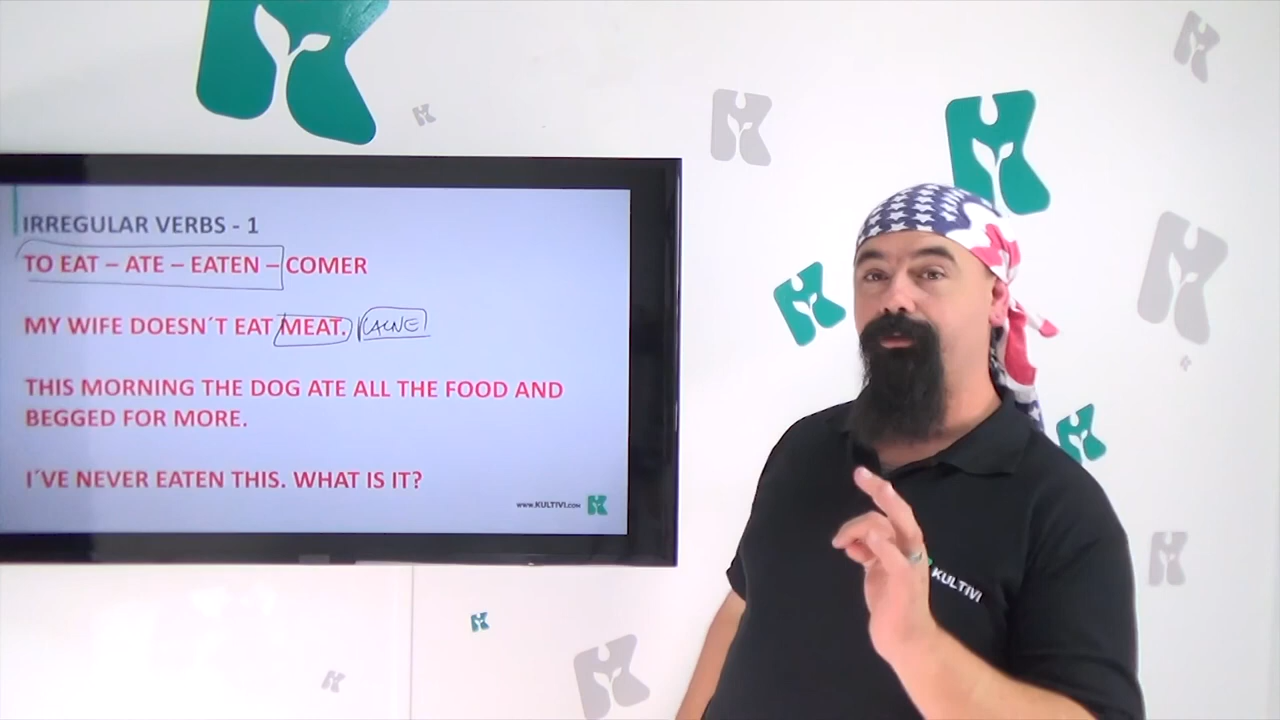 IRREGULAR VERBS - 1
TO EAT – ATE – EATEN – COMER
MY WIFE DOESN´T EAT MEAT. CARNE
THIS MORNING THE DOG ATE ALL THE FOOD AND
BEGGED FOR MORE.
I´VE NEVER EATEN THIS. WHAT IS IT?
WWW.KULTIVI.COM
KULTIVI